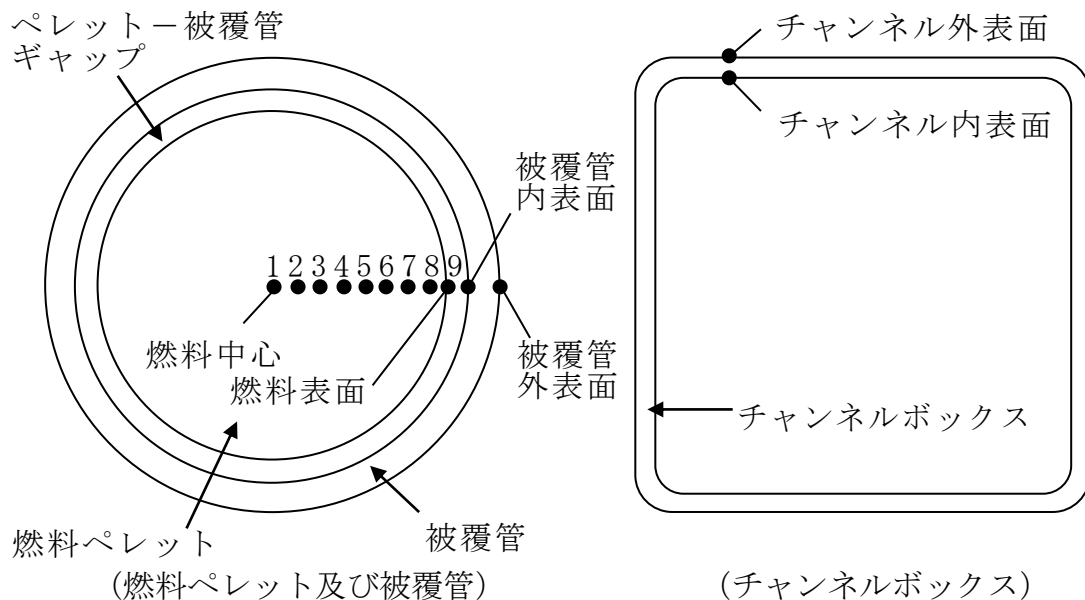 ペレット－被覆管
ギャップ
チャンネル外表面
チャンネル内表面
被覆管
内表面
1 2 3 4 5 6 7 8 9
燃料中心
燃料表面
被覆管
外表面
チャンネルボックス
燃料ペレット
被覆管
(燃料ペレット及び被覆管)
(チャンネルボックス)